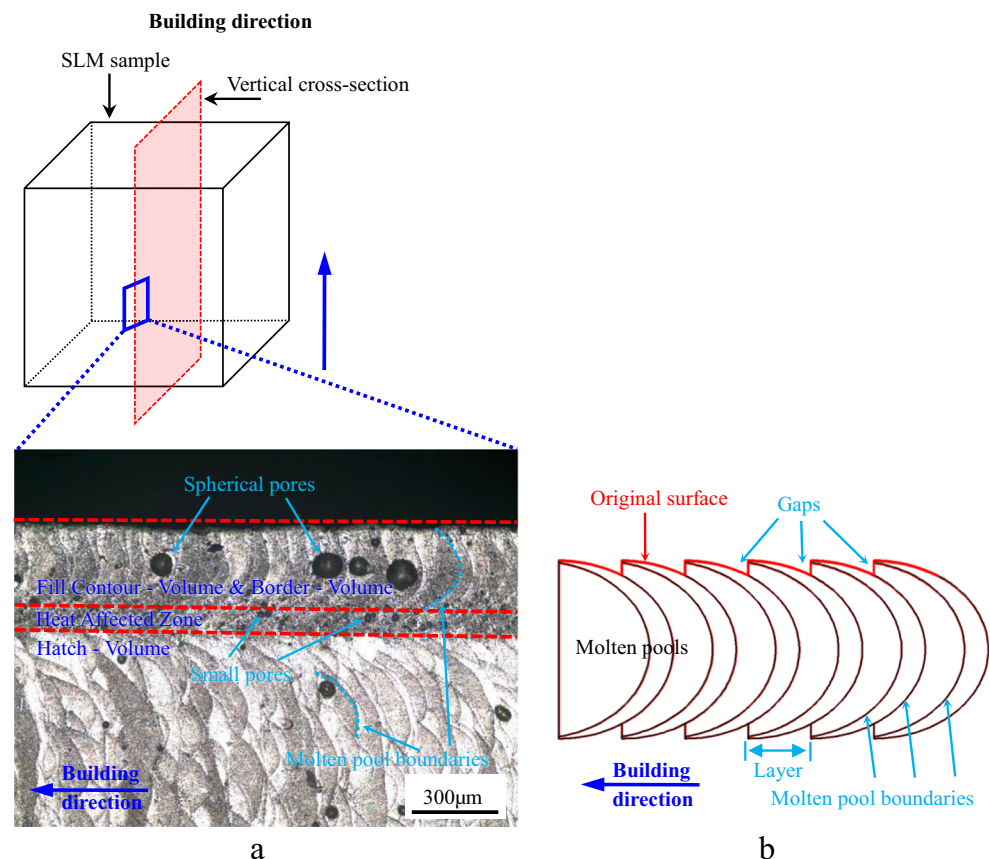 Building direction
SLM sample
Vertical cross-section
Spherical pores
Fill Contour - Volume & Border - Volume
Heat Affected Zone
Hatch - Volume
Small pores
Molten pool boundaries
Building
direction
300μm
a
Original surface
Gaps
Molten pools
Layer
Building
direction
Molten pool boundaries
b